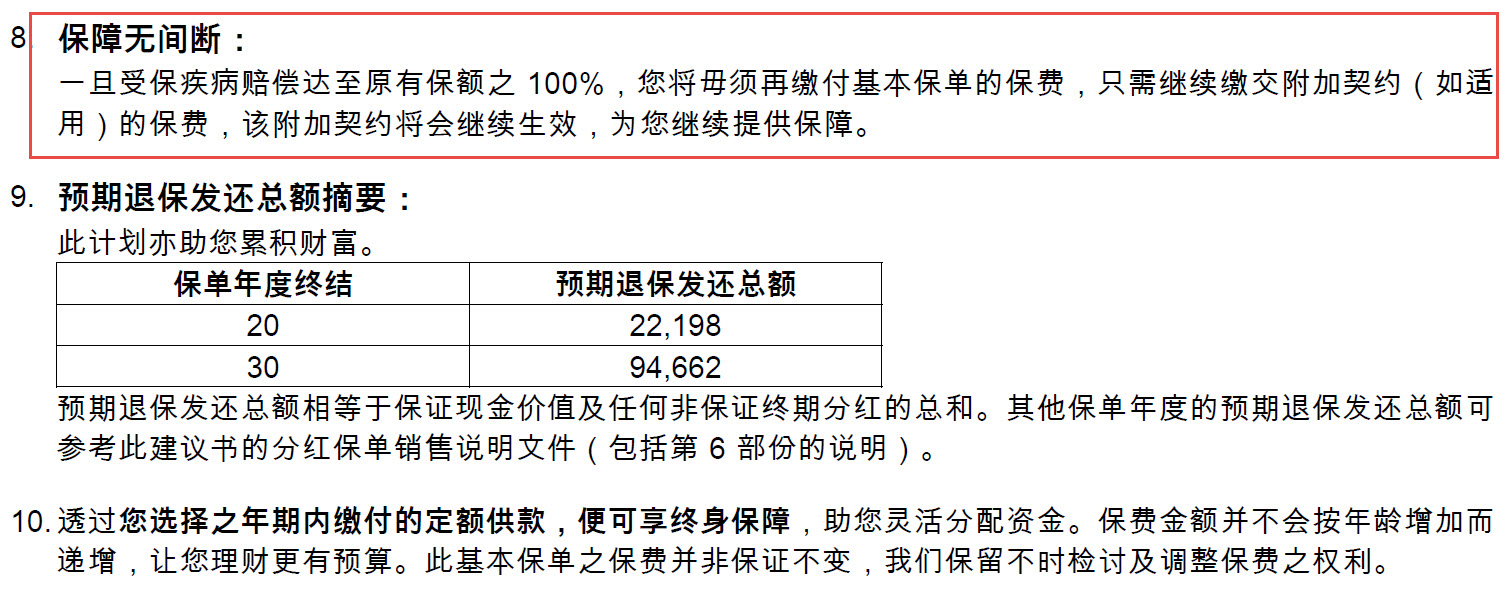 8. 保障无间断：
一旦受保疾病赔偿达至原有保额之 100%，您将毋须再缴付基本保单的保费，只需继续缴交附加契约（如适
用）的保费，该附加契约将会继续生效，为您继续提供保障。
9. 预期退保发还总额摘要：
此计划亦助您累积财富。
保单年度终结 预期退保发还总额
20 22,198
30 94,662
预期退保发还总额相等于保证现金价值及任何非保证终期分红的总和。其他保单年度的预期退保发还总额可
参考此建议书的分红保单销售说明文件（包括第 6 部份的说明）。
10. 透过您选择之年期内缴付的定额供款，便可享终身保障，助您灵活分配资金。保费金额并不会按年龄增加而
递增，让您理财更有预算。此基本保单之保费并非保证不变，我们保留不时检讨及调整保费之权利。